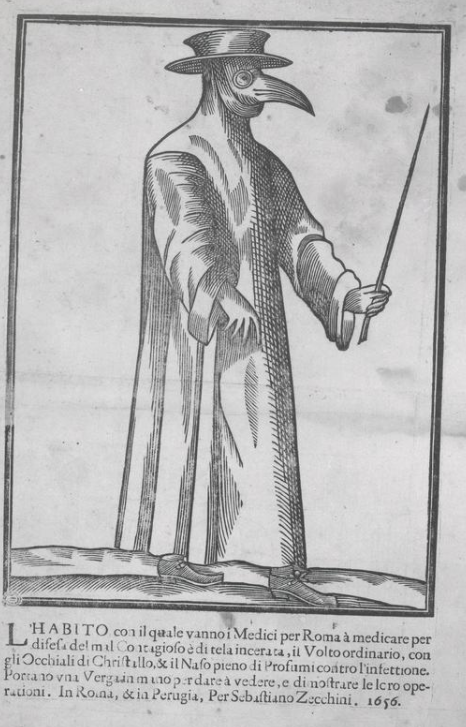 L'HABITO con il quale vanno i Medici per Roma à medicare per
difesa del mal Contagioso è di tela incerata, il Volto ordinario, con
gli Occhiali di Christallo, & il Naso pieno di Profumi contro l'infettione.
Portano vna Verga in mano per dare à vedere, e dimostrare le loro ope-
rationi. In Roma, & in Perugia, Per Sebastiano Zecchini. 1656.